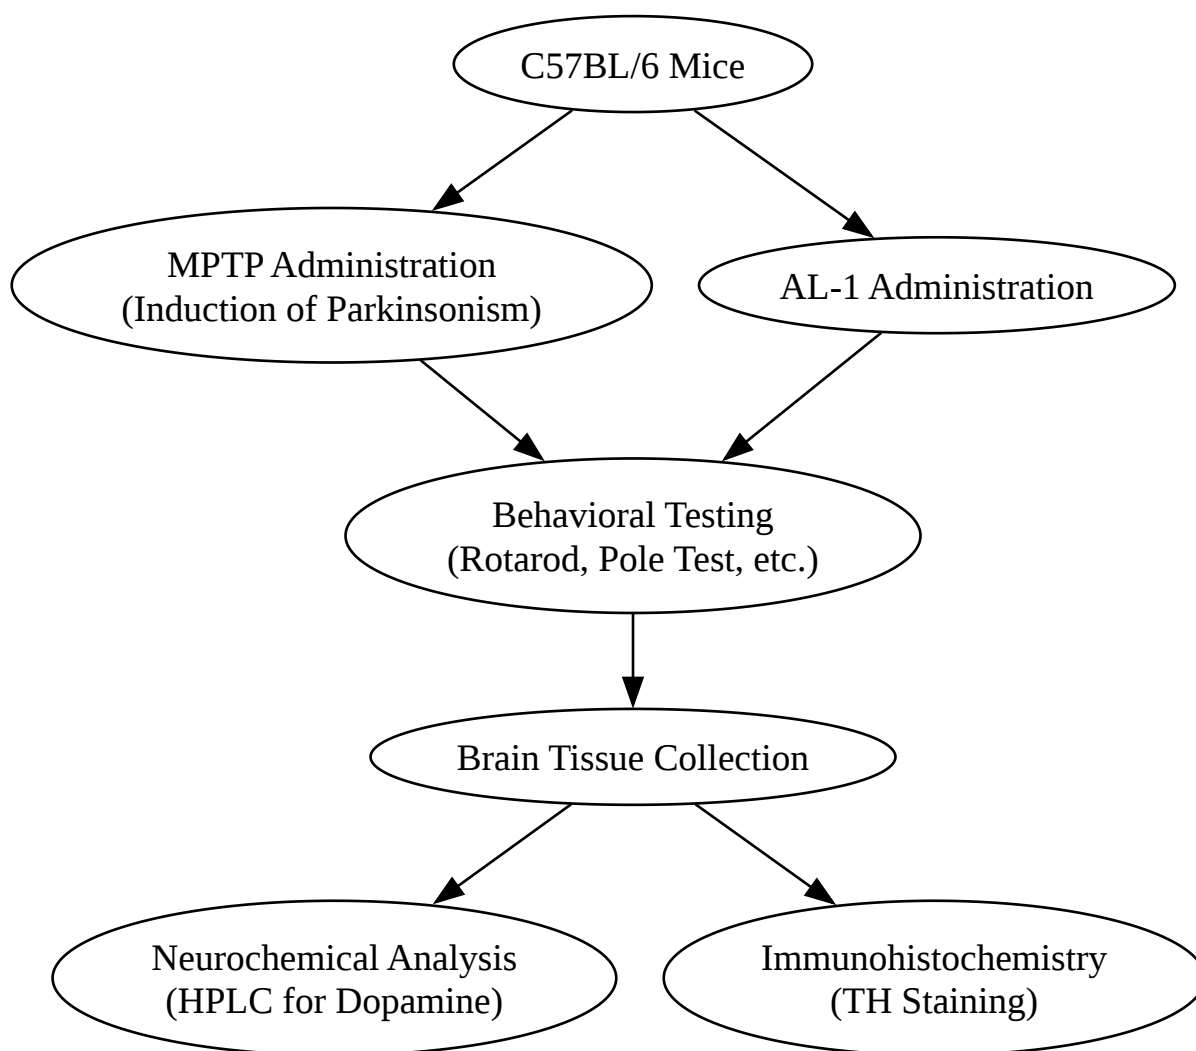 C57BL/6 Mice
MPTP Administration
(Induction of Parkinsonism)
AL-1 Administration
Behavioral Testing
(Rotarod, Pole Test, etc.)
Brain Tissue Collection
Neurochemical Analysis
(HPLC for Dopamine)
Immunohistochemistry
(TH Staining)